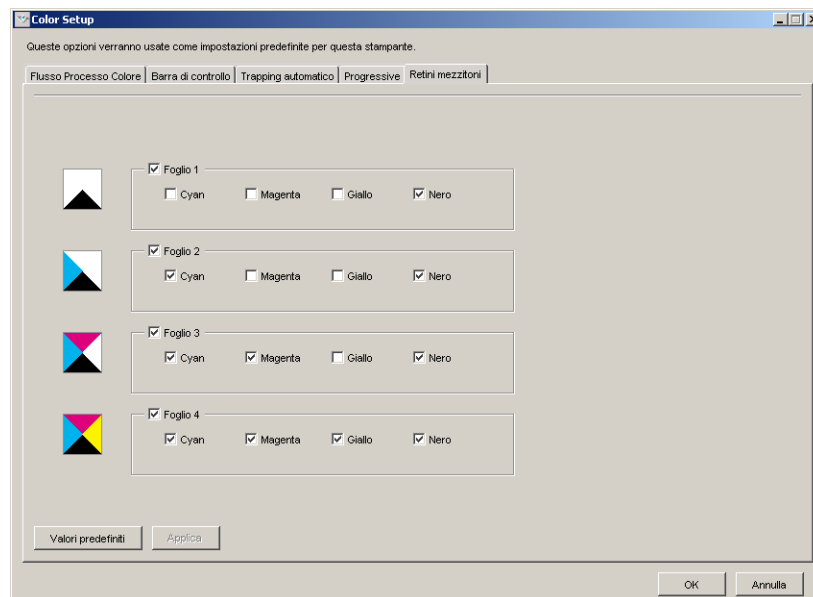 Color Setup
Queste opzioni verranno usate come impostazioni predefinite per questa stampante.
Flusso Processo Colore Barra di controllo Trapping automatico Progressive Retini mezzitoni
Foglio 1
Cyan Magenta Giallo Nero
Foglio 2
Cyan Magenta Giallo Nero
Foglio 3
Cyan Magenta Giallo Nero
Foglio 4
Cyan Magenta Giallo Nero
Valori predefiniti Applica
OK Annulla